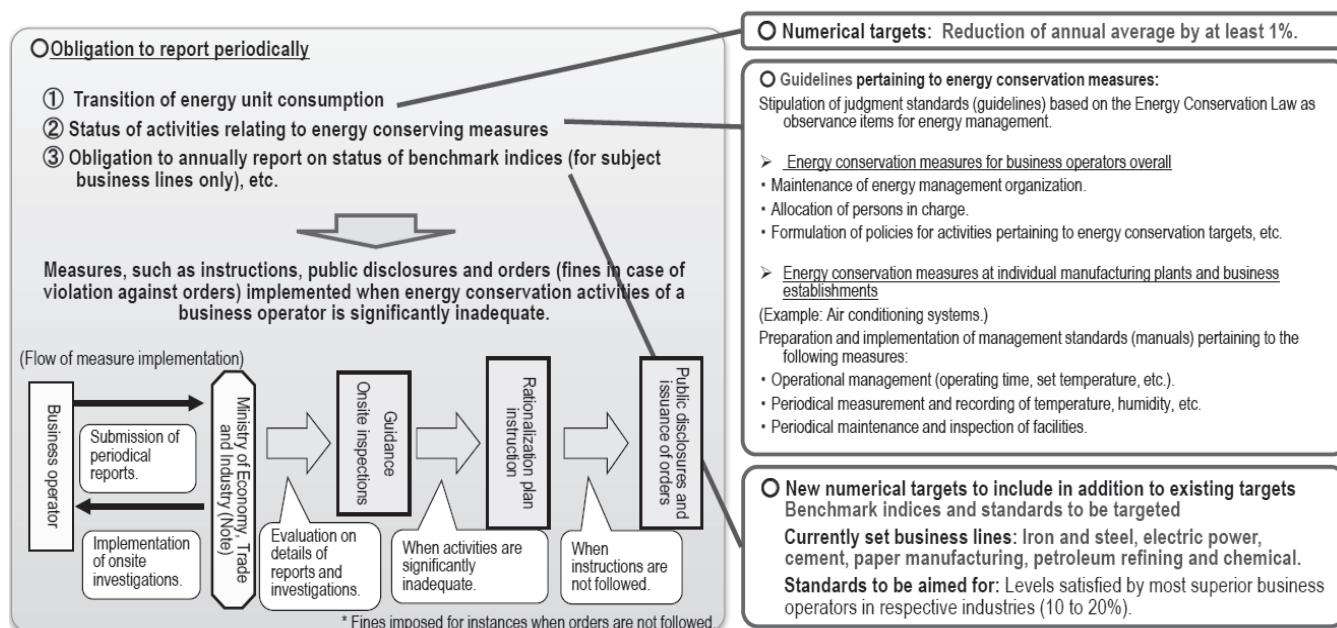 ○Obligation to report periodically
① Transition of energy unit consumption
② Status of activities relating to energy conserving measures
③ Obligation to annually report on status of benchmark indices (for subject
business lines only), etc.
Measures, such as instructions, public disclosures and orders (fines in case of
violation against orders) implemented when energy conservation activities of a
business operator is significantly inadequate.
(Flow of measure implementation)
Business operator
Submission of
periodical
reports.
Implementation
of onsite
investigations.
Ministry of Economy, Trade
and Industry (Note)
Evaluation on
details of
reports and
investigations.
Guidance
Onsite inspections
When activities are
significantly
inadequate.
Rationalization plan
instruction
When
instructions are
not followed.
Public disclosures and
issuance of orders
* Fines imposed for instances when orders are not followed.
○ Numerical targets: Reduction of annual average by at least 1%.
○ Guidelines pertaining to energy conservation measures:
Stipulation of judgment standards (guidelines) based on the Energy Conservation Law as
observance items for energy management.
➢ Energy conservation measures for business operators overall
・Maintenance of energy management organization.
・Allocation of persons in charge.
・Formulation of policies for activities pertaining to energy conservation targets, etc.
➢ Energy conservation measures at individual manufacturing plants and business
establishments
(Example: Air conditioning systems.)
Preparation and implementation of management standards (manuals) pertaining to the
following measures:
・Operational management (operating time, set temperature, etc.).
・Periodical measurement and recording of temperature, humidity, etc.
・Periodical maintenance and inspection of facilities.
○ New numerical targets to include in addition to existing targets
Benchmark indices and standards to be targeted
Currently set business lines: Iron and steel, electric power,
cement, paper manufacturing, petroleum refining and chemical.
Standards to be aimed for: Levels satisfied by most superior business
operators in respective industries (10 to 20%).